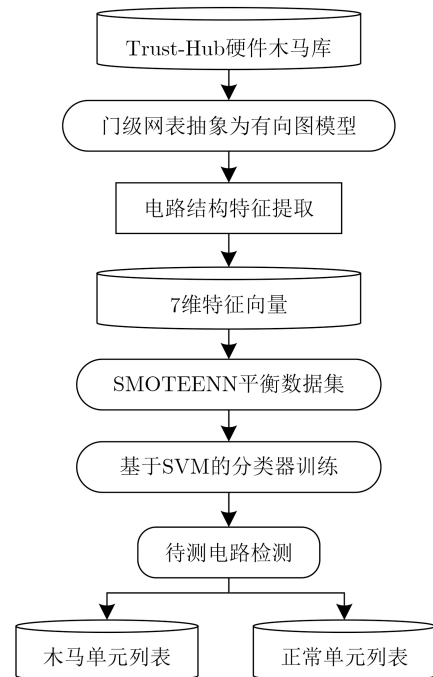 Trust-Hub硬件木马库
门级网表抽象为有向图模型
电路结构特征提取
7维特征向量
SMOTEENN平衡数据集
基于SVM的分类器训练
待测电路检测
木马单元列表
正常单元列表